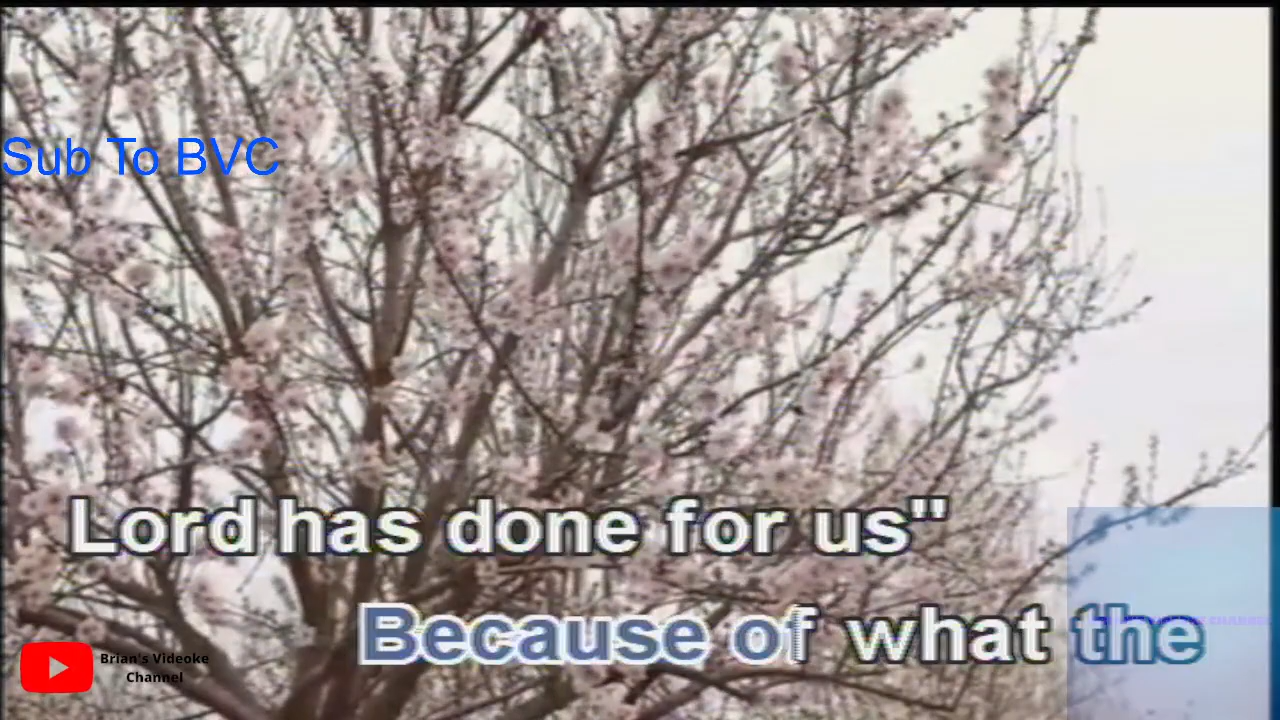 Sub To BVC
Lord has done for us"
Because of what the
Brian's Videoke
Channel